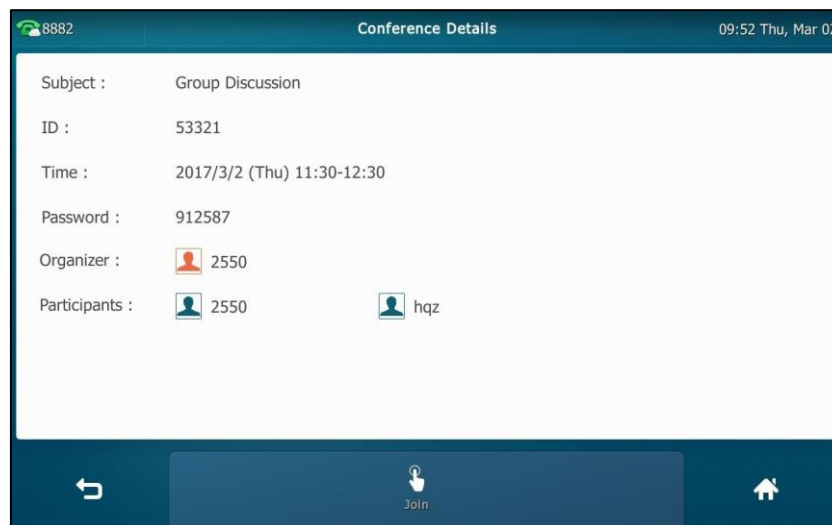 8882 Conference Details 09:52 Thu, Mar 02
Subject : Group Discussion
ID : 53321
Time : 2017/3/2 (Thu) 11:30-12:30
Password : 912587
Organizer : 2550
Participants : 2550 hqz
Join